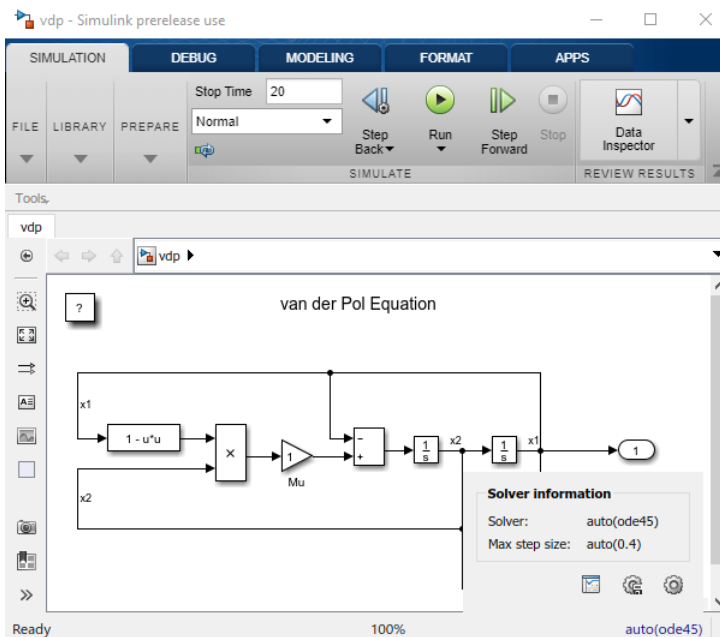 vdp - Simulink prerelease use
SIMULATION DEBUG MODELING FORMAT APPS
FILE
LIBRARY
PREPARE
Stop Time 20
Normal
Step
Back
Run
Step
Forward
Stop
SIMULATE
Data
Inspector
REVIEW RESULTS
Tools
vdp
vdp
?
van der Pol Equation
x1
1 - u*u
×
1
Mu
−
+
1
s
x2
1
s
x1
1
x2
Solver information
Solver: auto(ode45)
Max step size: auto(0.4)
Ready 100% auto(ode45)